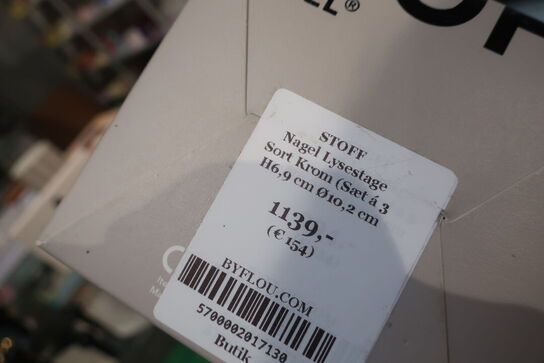 EL®
STOFF
Nagel Lysestage
Sort Krom (Sæt á 3
H6,9 cm Ø10,2 cm
1139,-
(€ 154)
BYFLOU.COM
5700002017130
Butik